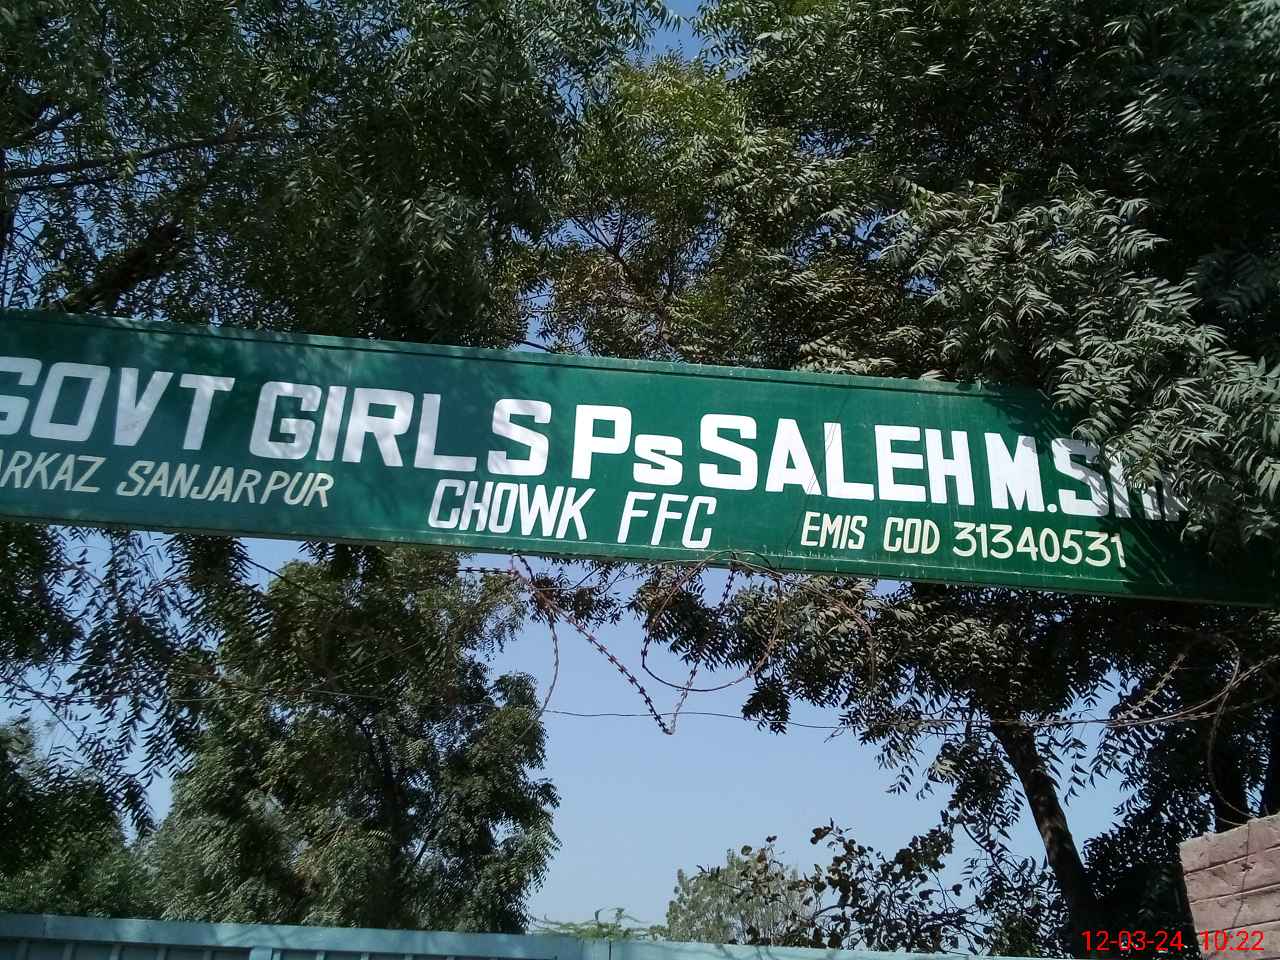 GOVT GIRLS Ps SALEH M.
ARKAZ SANJARPUR CHOWK FFC EMIS COD 31340531
12-03-24 10:22